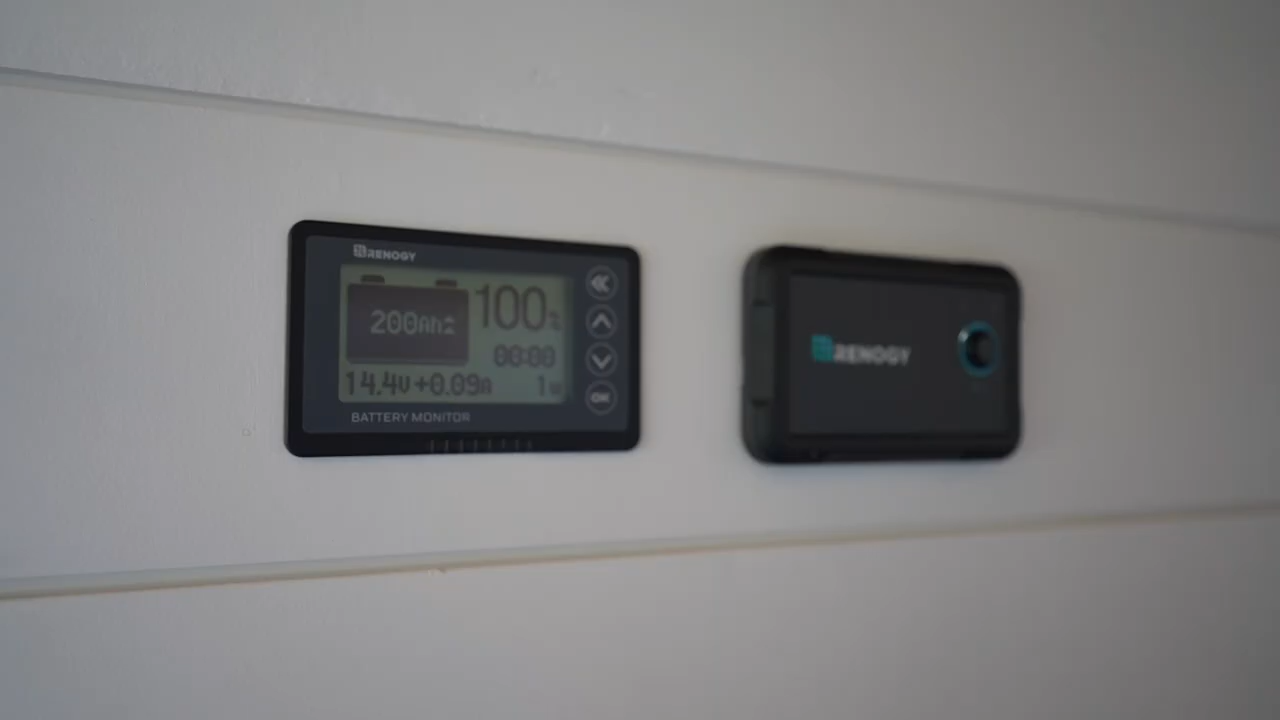 RENOGY
200Ah
100%
00:00
14.4V +0.09A 1W
BATTERY MONITOR
OK
RENOGY